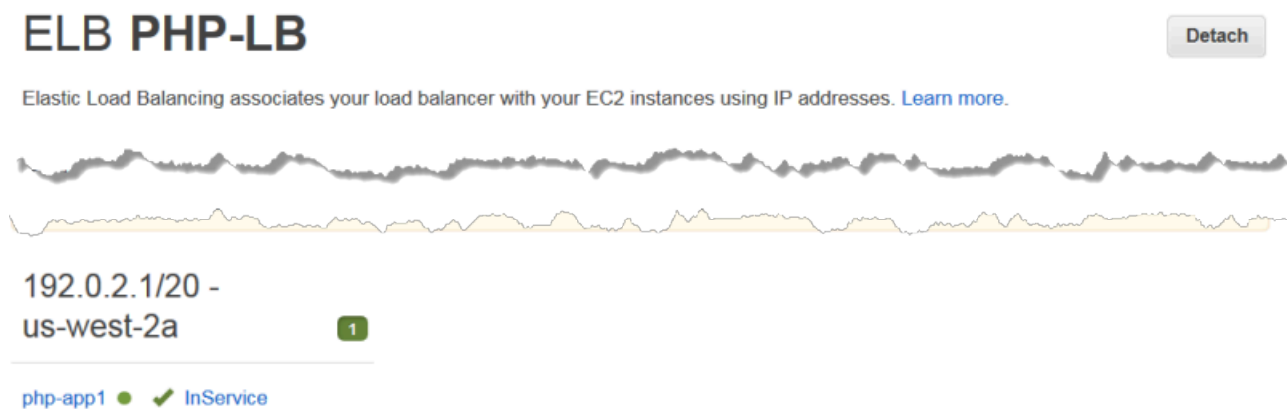 ELB PHP-LB
Detach
Elastic Load Balancing associates your load balancer with your EC2 instances using IP addresses. Learn more.
192.0.2.1/20 -
us-west-2a
1
php-app1 InService